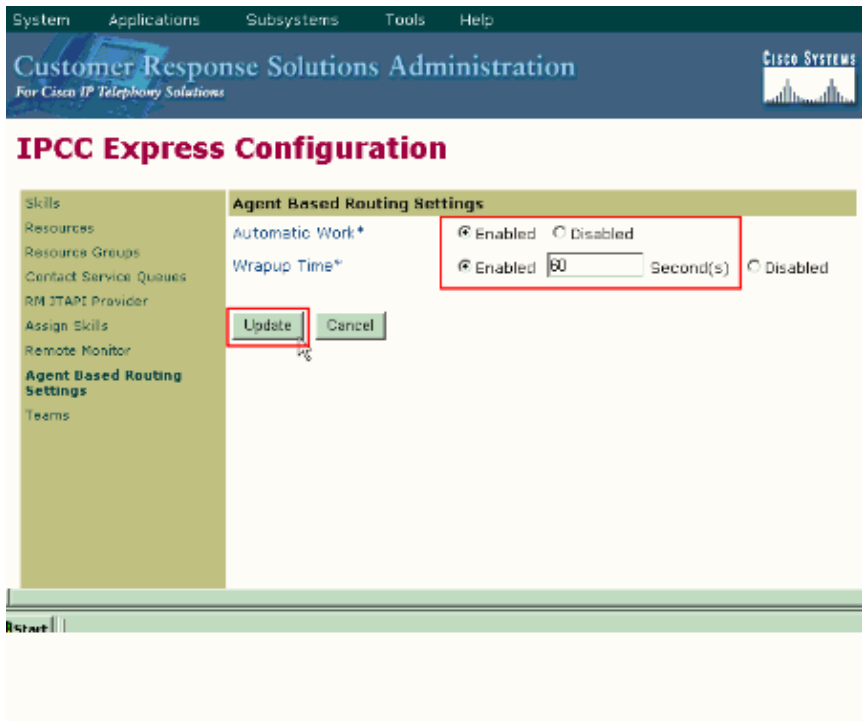 System Applications Subsystems Tools Help
Customer Response Solutions Administration
For Cisco IP Telephony Solutions
CISCO SYSTEMS
IPCC Express Configuration
Skills
Resources
Resource Groups
Contact Service Queues
RM JTAPI Provider
Assign Skills
Remote Monitor
Agent Based Routing
Settings
Teams
Agent Based Routing Settings
Automatic Work* Enabled Disabled
Wrapup Time* Enabled 60 Second(s) Disabled
Update Cancel
Start